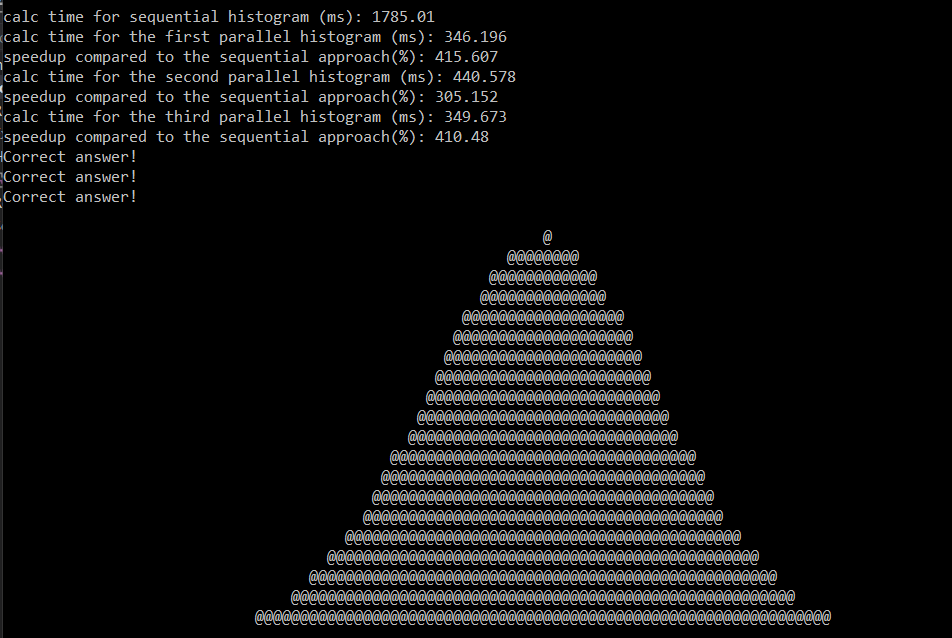 calc time for sequential histogram (ms): 1785.01
calc time for the first parallel histogram (ms): 346.196
speedup compared to the sequential approach(%): 415.607
calc time for the second parallel histogram (ms): 440.578
speedup compared to the sequential approach(%): 305.152
calc time for the third parallel histogram (ms): 349.673
speedup compared to the sequential approach(%): 410.48
Correct answer!
Correct answer!
Correct answer!
@
@@@@@@@@
@@@@@@@@@@@@
@@@@@@@@@@@@@@
@@@@@@@@@@@@@@@@@@
@@@@@@@@@@@@@@@@@@@@
@@@@@@@@@@@@@@@@@@@@@@
@@@@@@@@@@@@@@@@@@@@@@@@
@@@@@@@@@@@@@@@@@@@@@@@@@@
@@@@@@@@@@@@@@@@@@@@@@@@@@@@
@@@@@@@@@@@@@@@@@@@@@@@@@@@@@@
@@@@@@@@@@@@@@@@@@@@@@@@@@@@@@@@@@
@@@@@@@@@@@@@@@@@@@@@@@@@@@@@@@@@@@@
@@@@@@@@@@@@@@@@@@@@@@@@@@@@@@@@@@@@@@
@@@@@@@@@@@@@@@@@@@@@@@@@@@@@@@@@@@@@@@@
@@@@@@@@@@@@@@@@@@@@@@@@@@@@@@@@@@@@@@@@@@@@
@@@@@@@@@@@@@@@@@@@@@@@@@@@@@@@@@@@@@@@@@@@@@@@@
@@@@@@@@@@@@@@@@@@@@@@@@@@@@@@@@@@@@@@@@@@@@@@@@@@@@
@@@@@@@@@@@@@@@@@@@@@@@@@@@@@@@@@@@@@@@@@@@@@@@@@@@@@@@@
@@@@@@@@@@@@@@@@@@@@@@@@@@@@@@@@@@@@@@@@@@@@@@@@@@@@@@@@@@@@@@@@